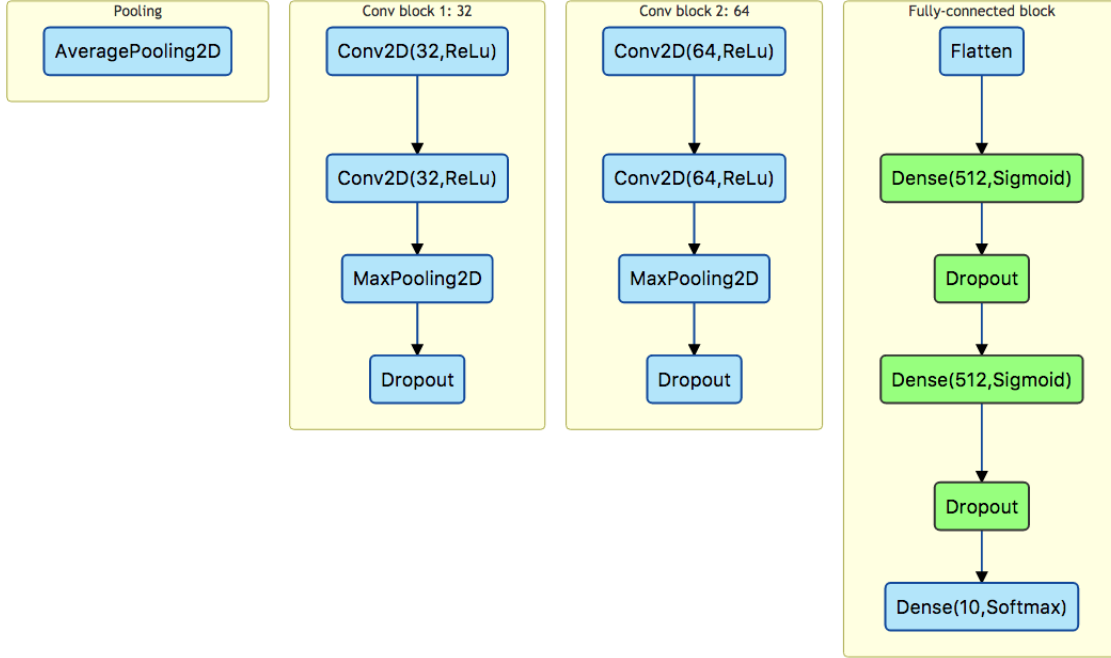 Pooling
AveragePooling2D
Conv block 1: 32
Conv2D(32,ReLu)
Conv2D(32,ReLu)
MaxPooling2D
Dropout
Conv block 2: 64
Conv2D(64,ReLu)
Conv2D(64,ReLu)
MaxPooling2D
Dropout
Fully-connected block
Flatten
Dense(512,Sigmoid)
Dropout
Dense(512,Sigmoid)
Dropout
Dense(10,Softmax)